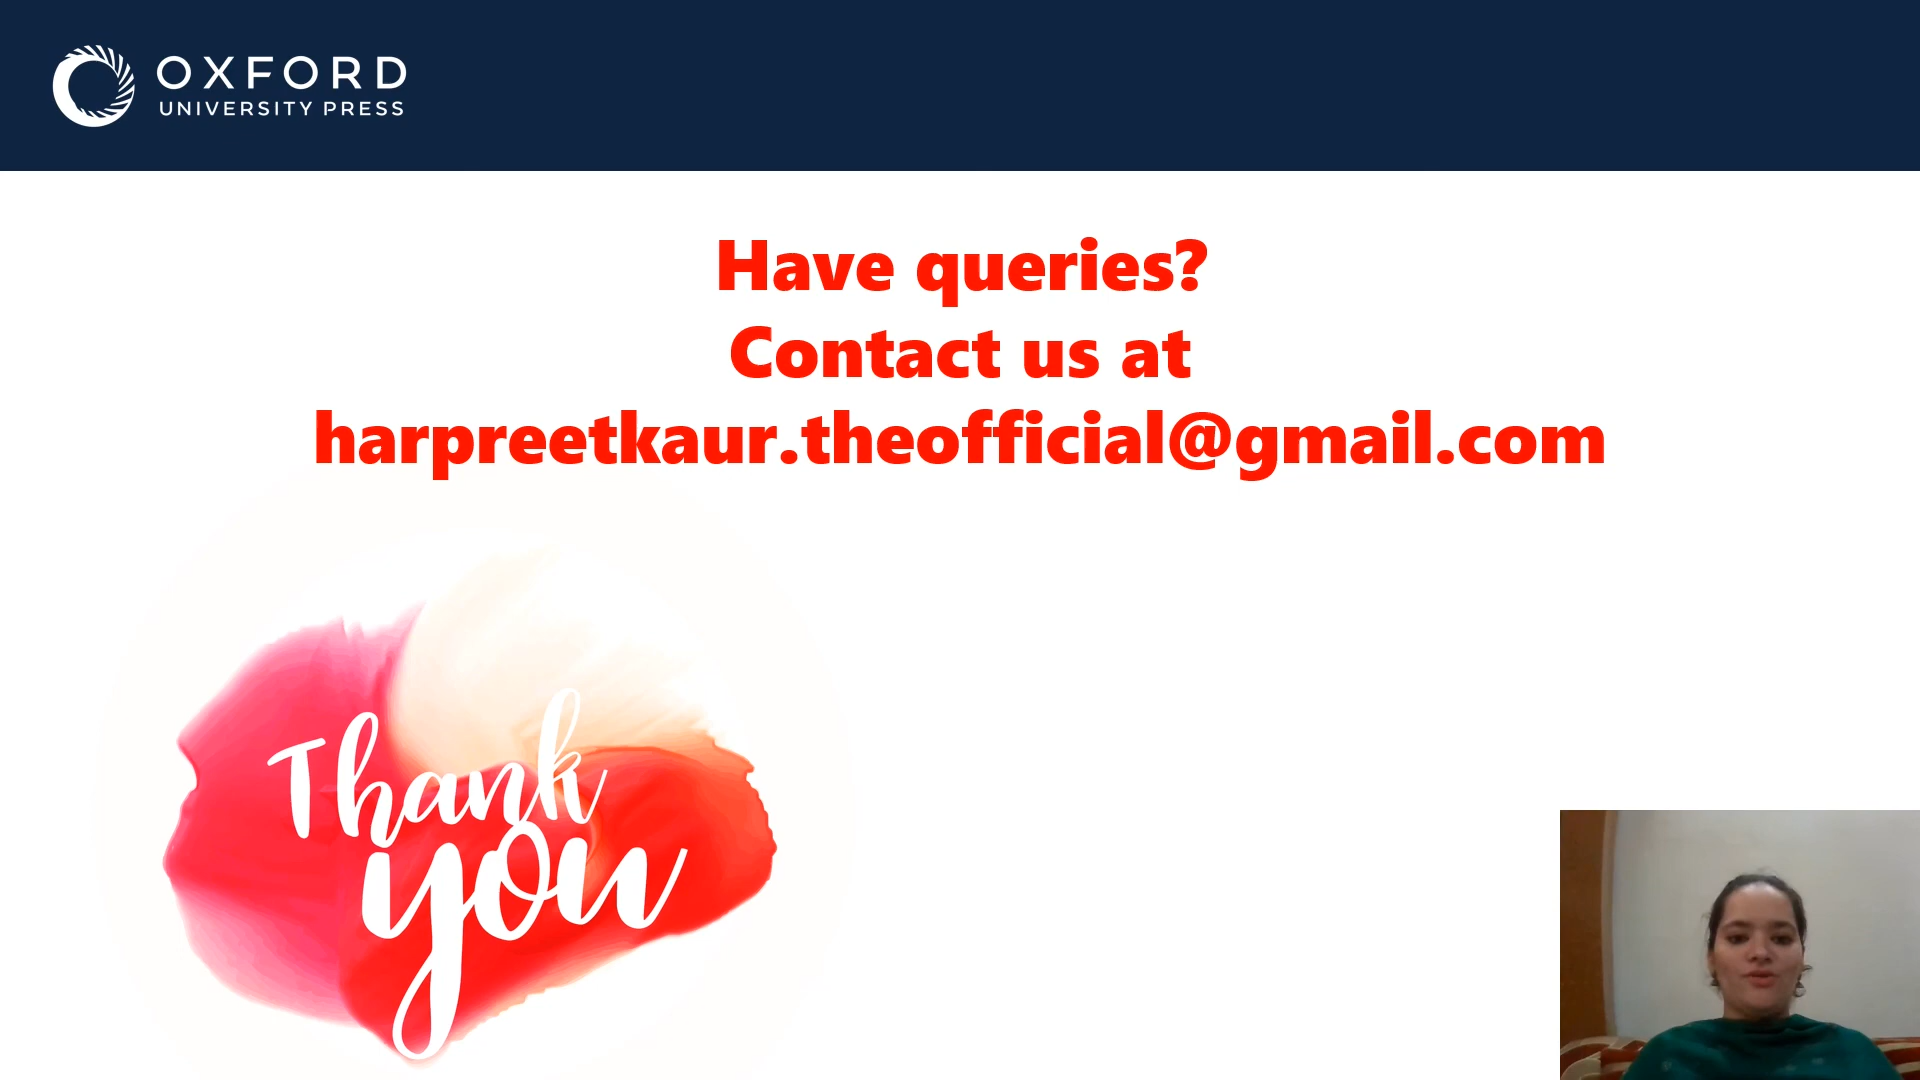 OXFORD
UNIVERSITY PRESS
Have queries?
Contact us at
harpreetkaur.theofficial@gmail.com
Thank
you